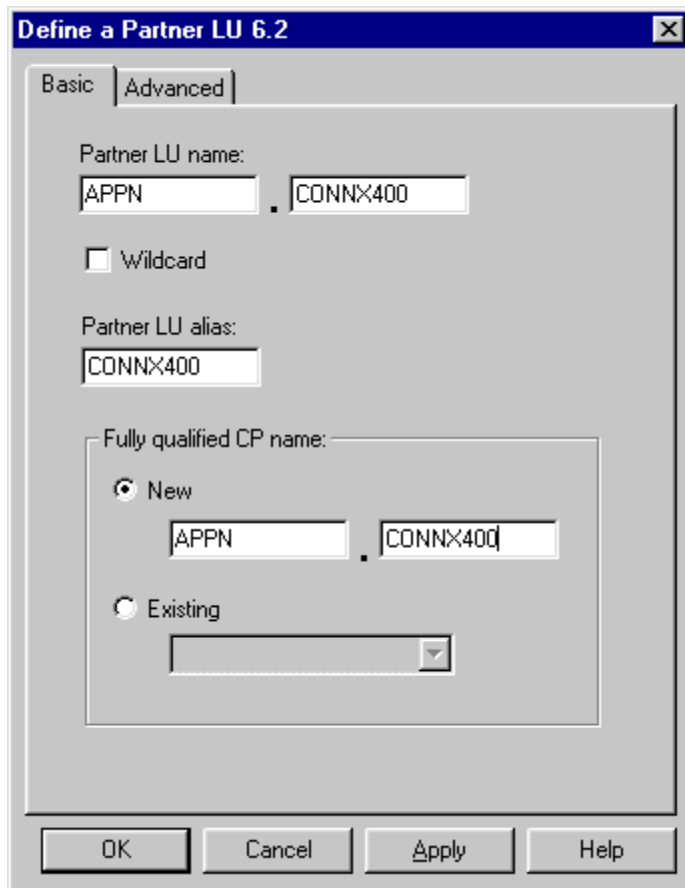 Define a Partner LU 6.2
Basic Advanced
Partner LU name:
APPN . CONNX400
Wildcard
Partner LU alias:
CONNX400
Fully qualified CP name:
New
APPN . CONNX400
Existing
OK Cancel Apply Help